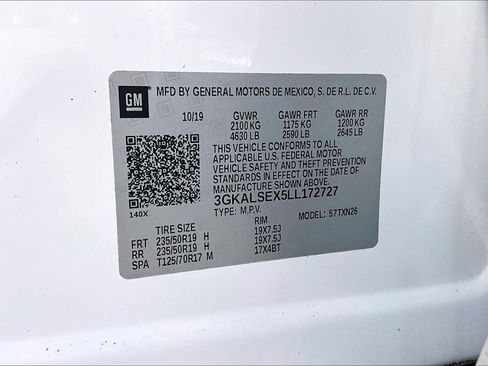 GM
MFD BY GENERAL MOTORS DE MEXICO, S. DE R.L. DE C.V.
10/19 GVWR GAWR FRT GAWR RR
2100 KG 1175 KG 1200 KG
4630 LB 2590 LB 2645 LB
THIS VEHICLE CONFORMS TO ALL
APPLICABLE U.S. FEDERAL MOTOR
VEHICLE SAFETY AND THEFT PREVENTION
STANDARDS IN EFFECT ON THE DATE OF
MANUFACTURE SHOWN ABOVE.
3GKALSEX5LL172727
140X TYPE: M.P.V. MODEL: 57TXN26
TIRE SIZE RIM
FRT 235/50R19 H 19X7.5J
RR 235/50R19 H 19X7.5J
SPA T125/70R17 M 17X4BT